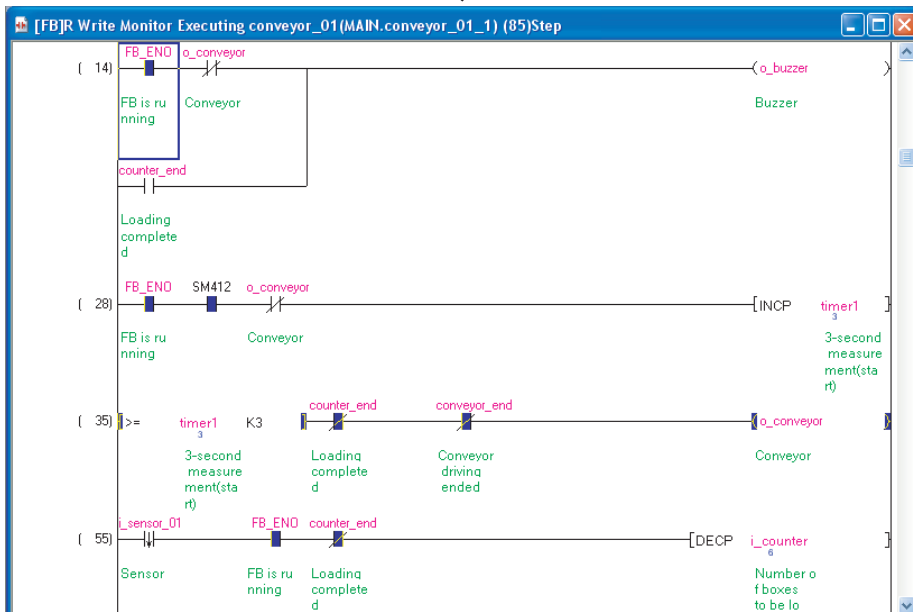 [FB]R Write Monitor Executing conveyor_01(MAIN.conveyor_01_1) (85)Step
FB_ENO o_conveyor
( 14) (o_buzzer )
FB is ru Conveyor Buzzer
nning
counter_end
Loading
complete
d
FB_ENO SM412 o_conveyor
( 28) [INCP timer1 ]
3
FB is ru Conveyor 3-second
nning measure
ment(sta
rt)
counter_end conveyor_end
( 35) [>= timer1 K3 ] (o_conveyor )
3
3-second Loading Conveyor Conveyor
measure complete driving
ment(sta d ended
rt)
i_sensor_01 FB_ENO counter_end
( 55) [DECP i_counter ]
6
Sensor FB is ru Loading Number o
nning complete f boxes
d to be lo